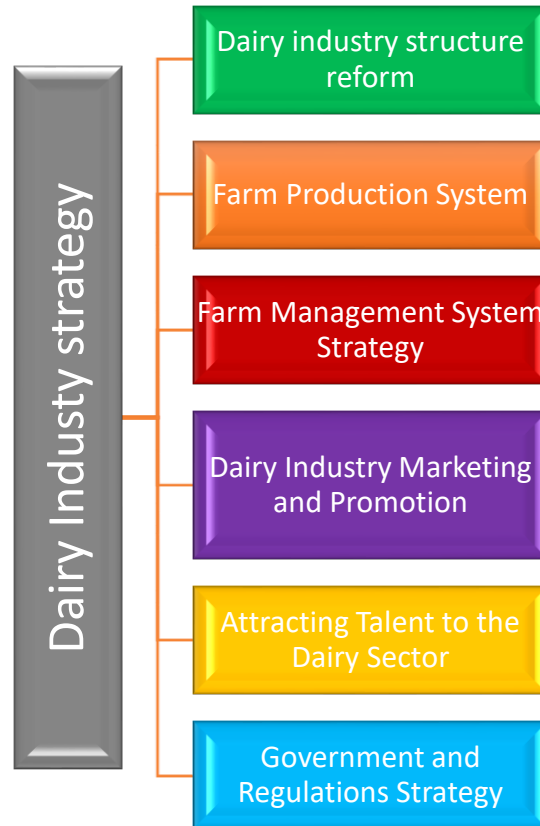 Dairy Industy strategy
Dairy industry structure
reform
Farm Production System
Farm Management System
Strategy
Dairy Industry Marketing
and Promotion
Attracting Talent to the
Dairy Sector
Government and
Regulations Strategy